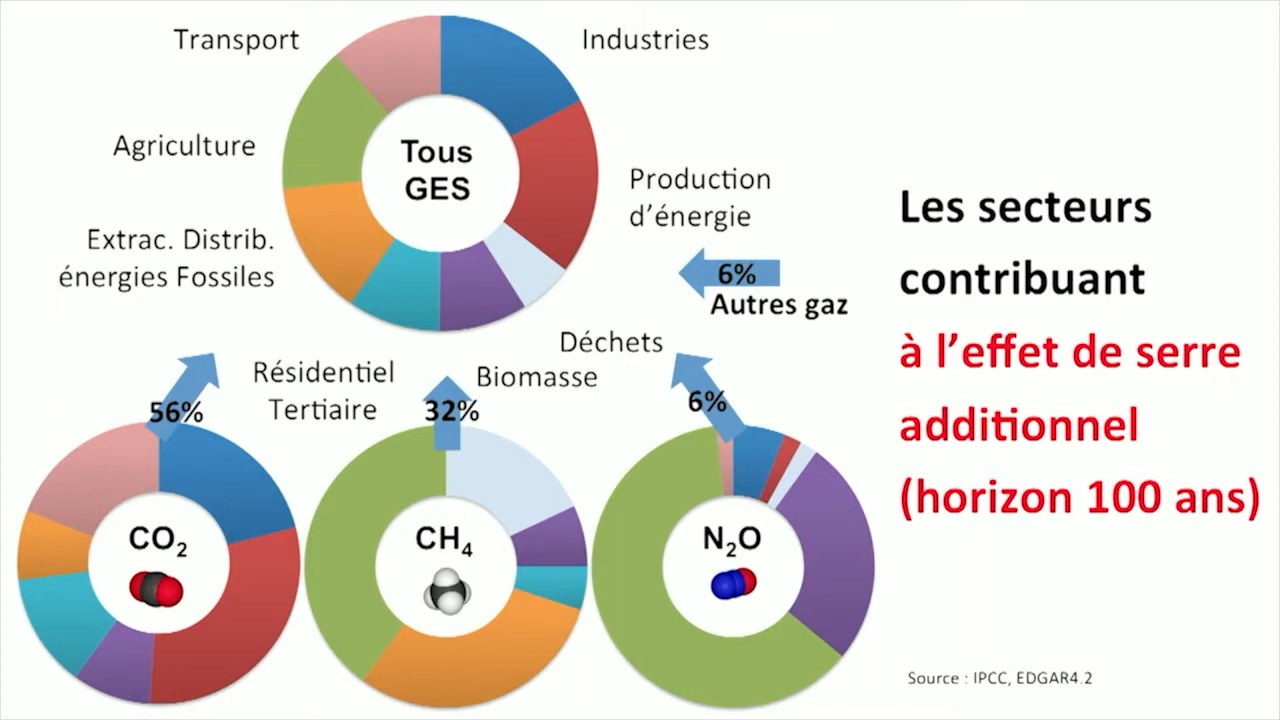 Transport
Industries
Agriculture
Tous
GES
Production
d'énergie
Extrac. Distrib.
énergies Fossiles
6%
Autres gaz
Déchets
Résidentiel
Tertiaire
Biomasse
56%
32%
6%
CO₂
CH₄
N₂O
Les secteurs
contribuant
à l'effet de serre
additionnel
(horizon 100 ans)
Source : IPCC, EDGAR4.2